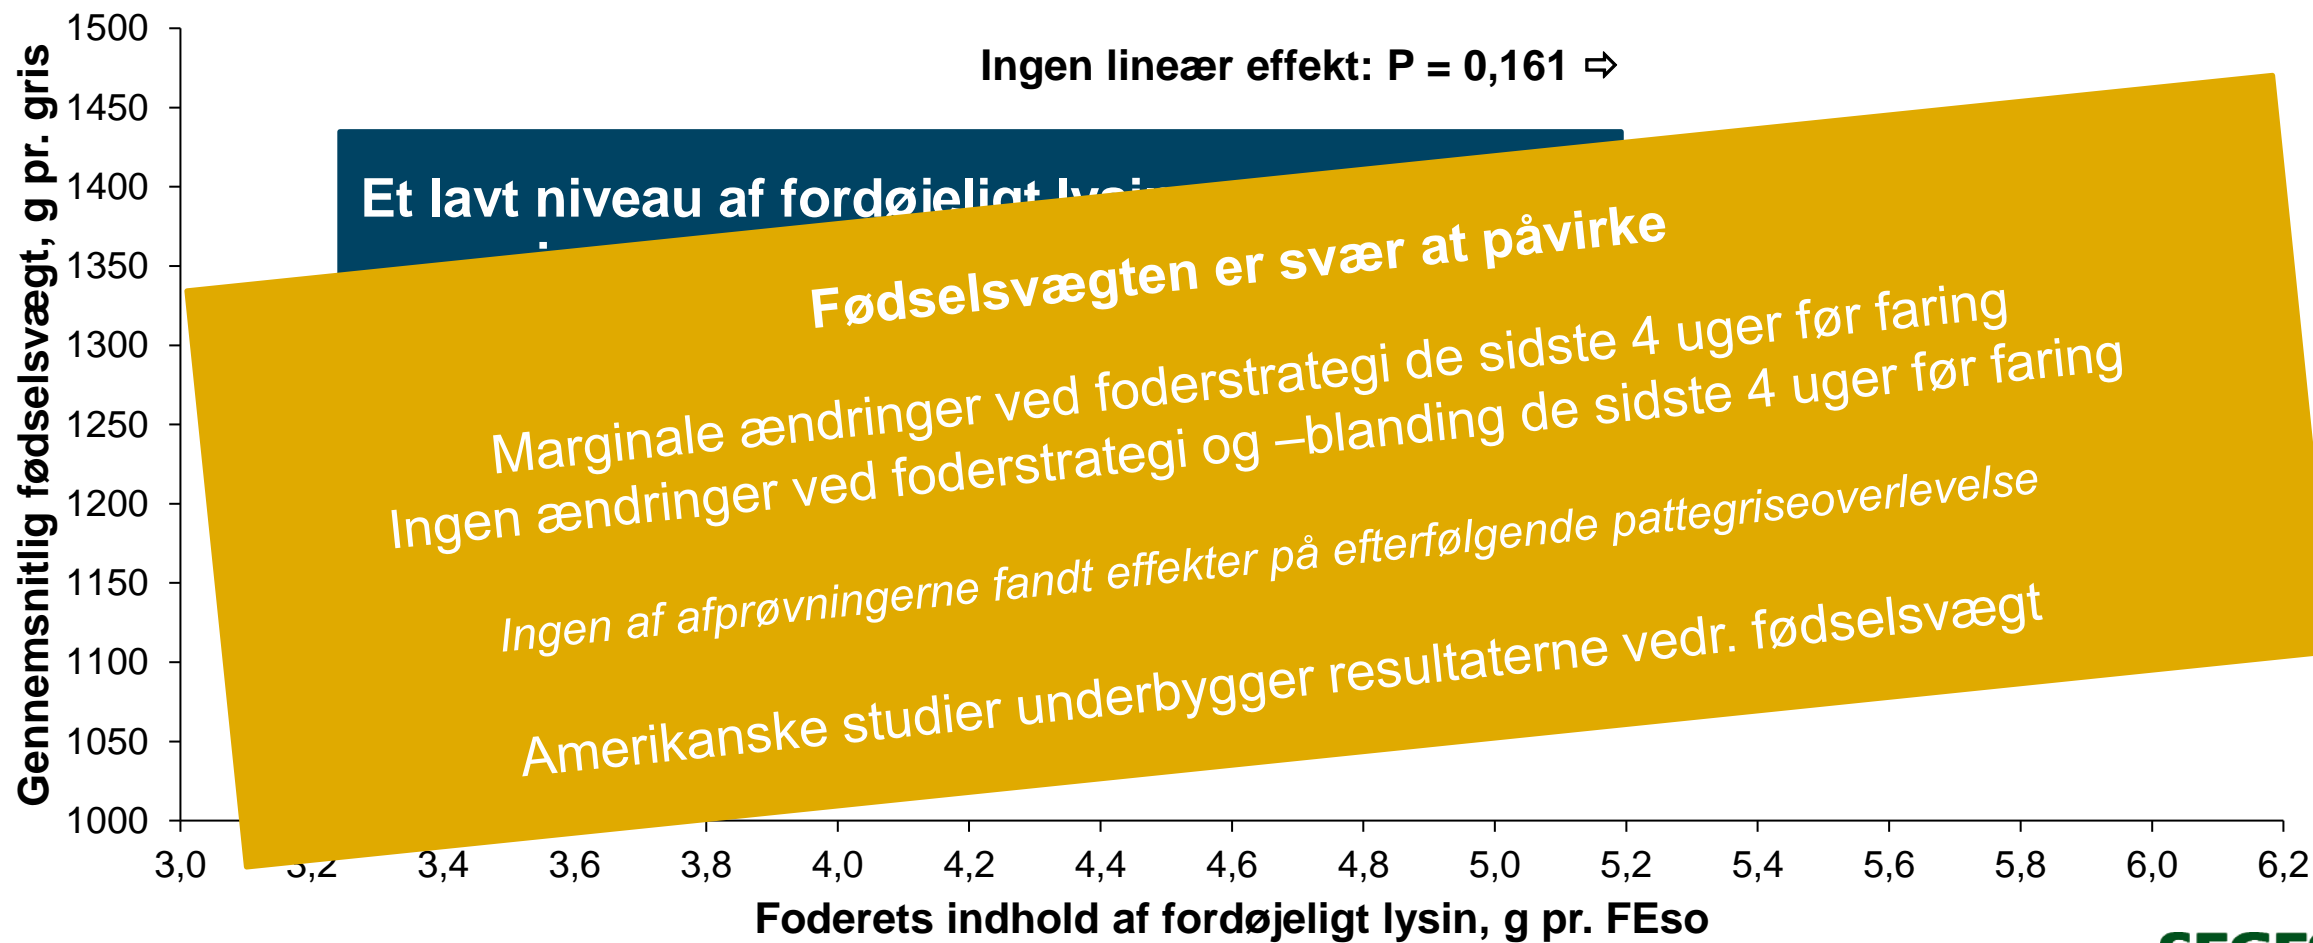 Gennemsnitlig fødselsvægt, g pr. gris
1500
1450
1400
1350
1300
1250
1200
1150
1100
1050
1000
Ingen lineær effekt: P = 0,161 ⇨
Et lavt niveau af fordøjeligt lysin
Fødselsvægten er svær at påvirke
Marginale ændringer ved foderstrategi de sidste 4 uger før faring
Ingen ændringer ved foderstrategi og –blanding de sidste 4 uger før faring
Ingen af afprøvningerne fandt effekter på efterfølgende pattegriseoverlevelse
Amerikanske studier underbygger resultaterne vedr. fødselsvægt
3,0 3,2 3,4 3,6 3,8 4,0 4,2 4,4 4,6 4,8 5,0 5,2 5,4 5,6 5,8 6,0 6,2
Foderets indhold af fordøjeligt lysin, g pr. FEso